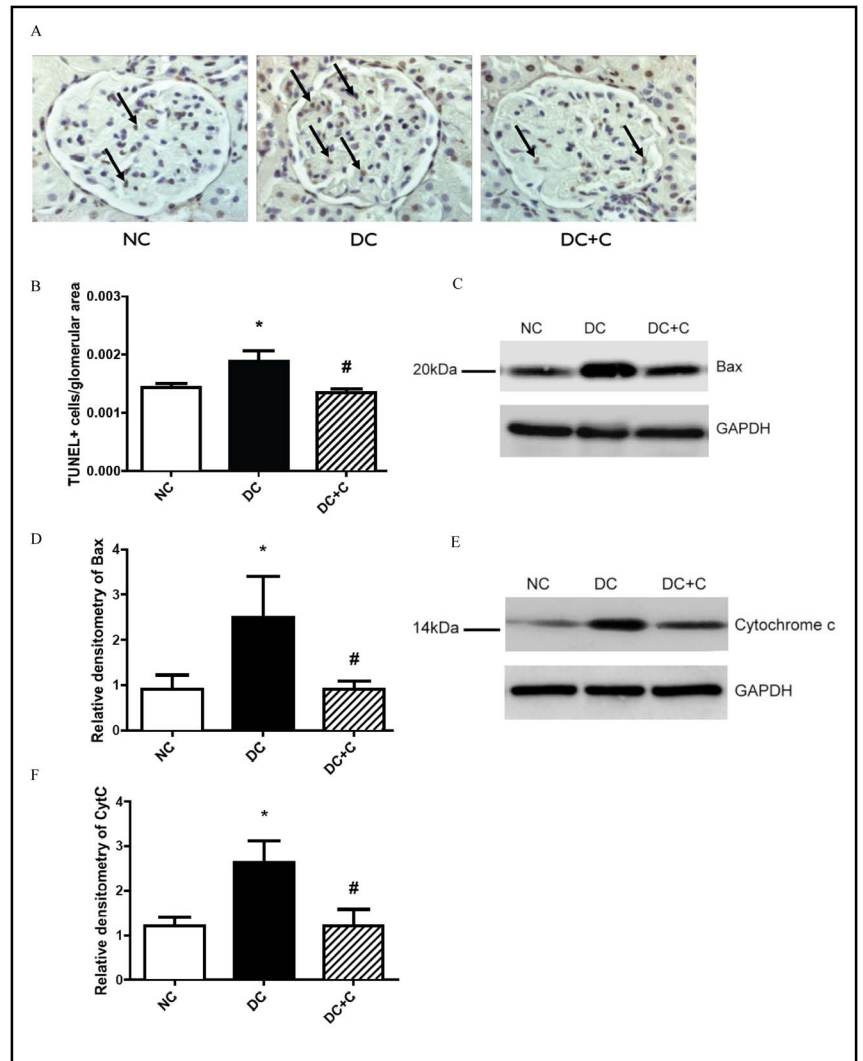 A
NC DC DC+C
B
TUNEL+ cells/glomerular area
0.003
0.002
0.001
0.000
*
#
NC DC DC+C
C
NC DC DC+C
20kDa
Bax
GAPDH
D
Relative densitometry of Bax
4
3
2
1
0
*
#
NC DC DC+C
E
NC DC DC+C
14kDa
Cytochrome c
GAPDH
F
Relative densitometry of CytC
4
3
2
1
0
*
#
NC DC DC+C